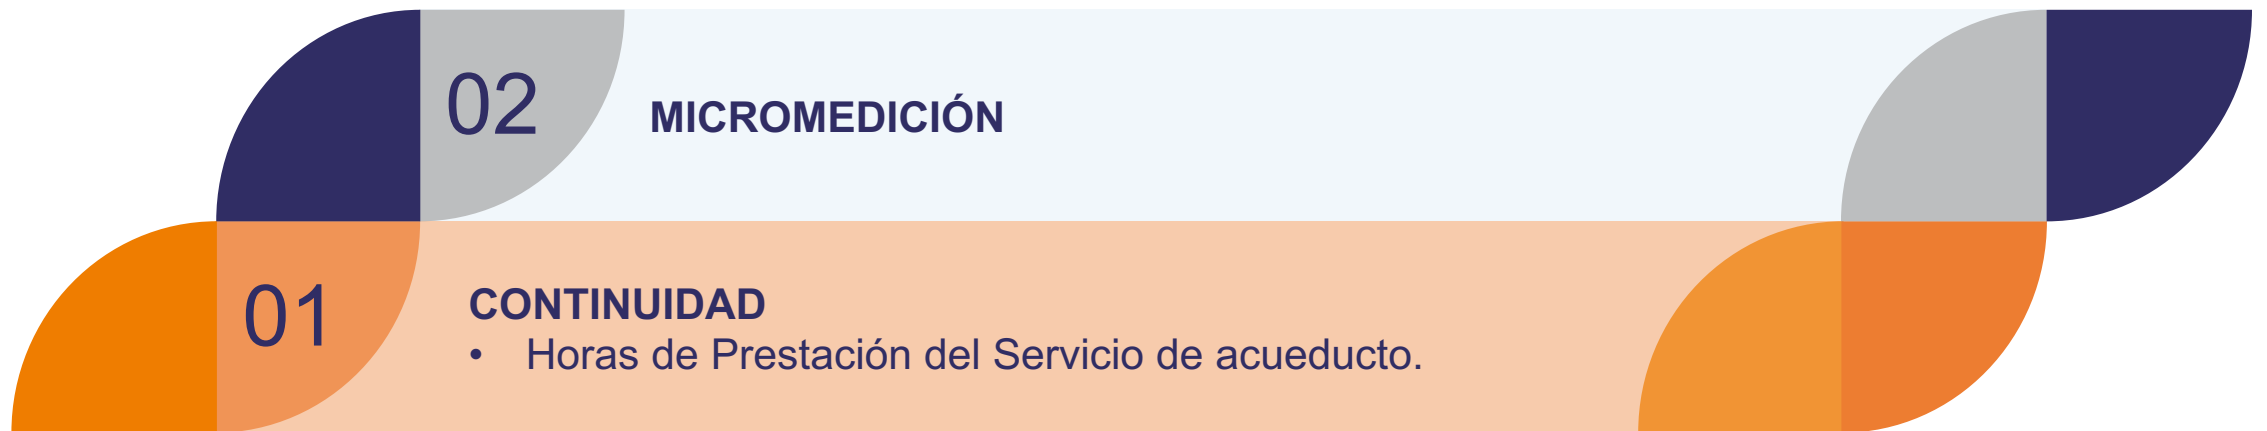 02
MICROMEDICIÓN
01
CONTINUIDAD
• Horas de Prestación del Servicio de acueducto.